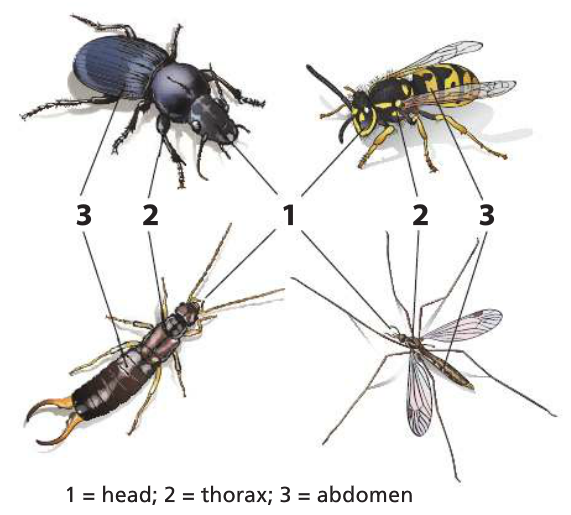 3 2 1 2 3
1 = head; 2 = thorax; 3 = abdomen